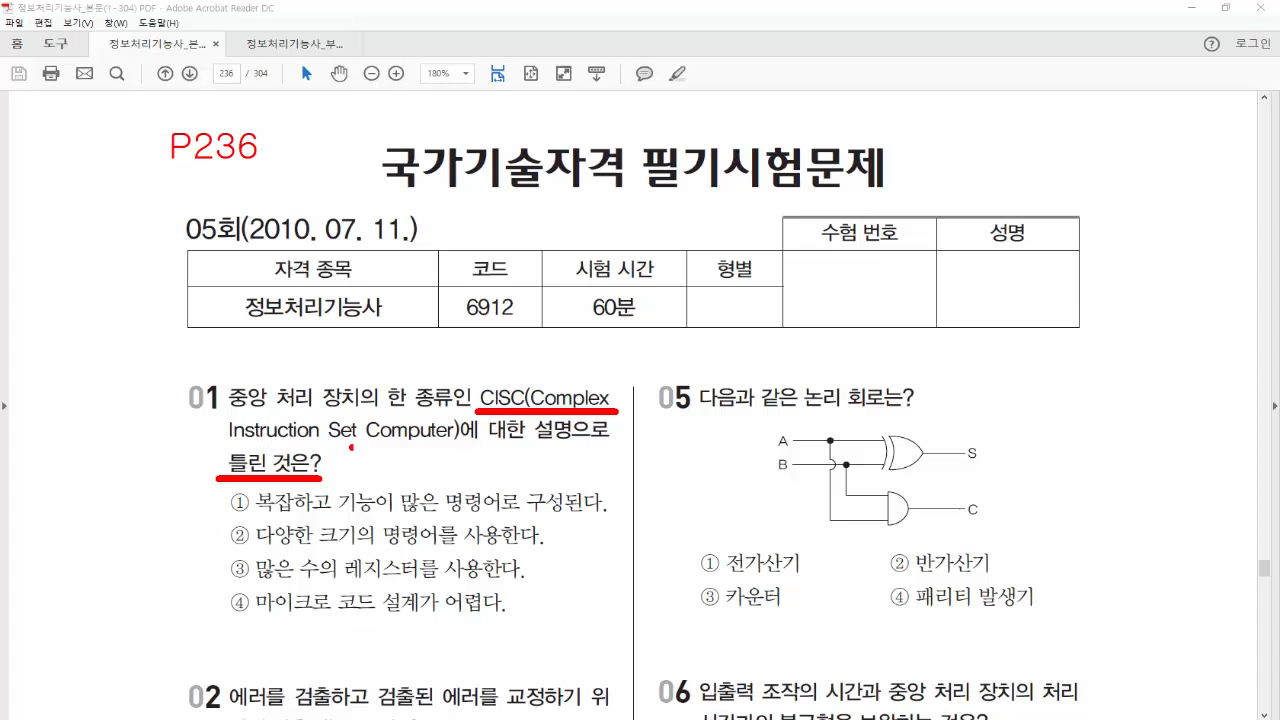 정보처리기능사_본문(1-304).PDF - Adobe Acrobat Reader DC
파일 편집 보기(V) 창(W) 도움말(H)
홈 도구 정보처리기능사_본... × 정보처리기능사_부... 로그인
236 / 304 180%
P236
국가기술자격 필기시험문제
05회(2010. 07. 11.)
수험 번호 성명
자격 종목 코드 시험 시간 형별
정보처리기능사 6912 60분
01 중앙 처리 장치의 한 종류인 CISC(Complex
Instruction Set Computer)에 대한 설명으로
틀린 것은?
① 복잡하고 기능이 많은 명령어로 구성된다.
② 다양한 크기의 명령어를 사용한다.
③ 많은 수의 레지스터를 사용한다.
④ 마이크로 코드 설계가 어렵다.
02 에러를 검출하고 검출된 에러를 교정하기 위
05 다음과 같은 논리 회로는?
A
S
B
C
① 전가산기 ② 반가산기
③ 카운터 ④ 패리티 발생기
06 입출력 조작의 시간과 중앙 처리 장치의 처리